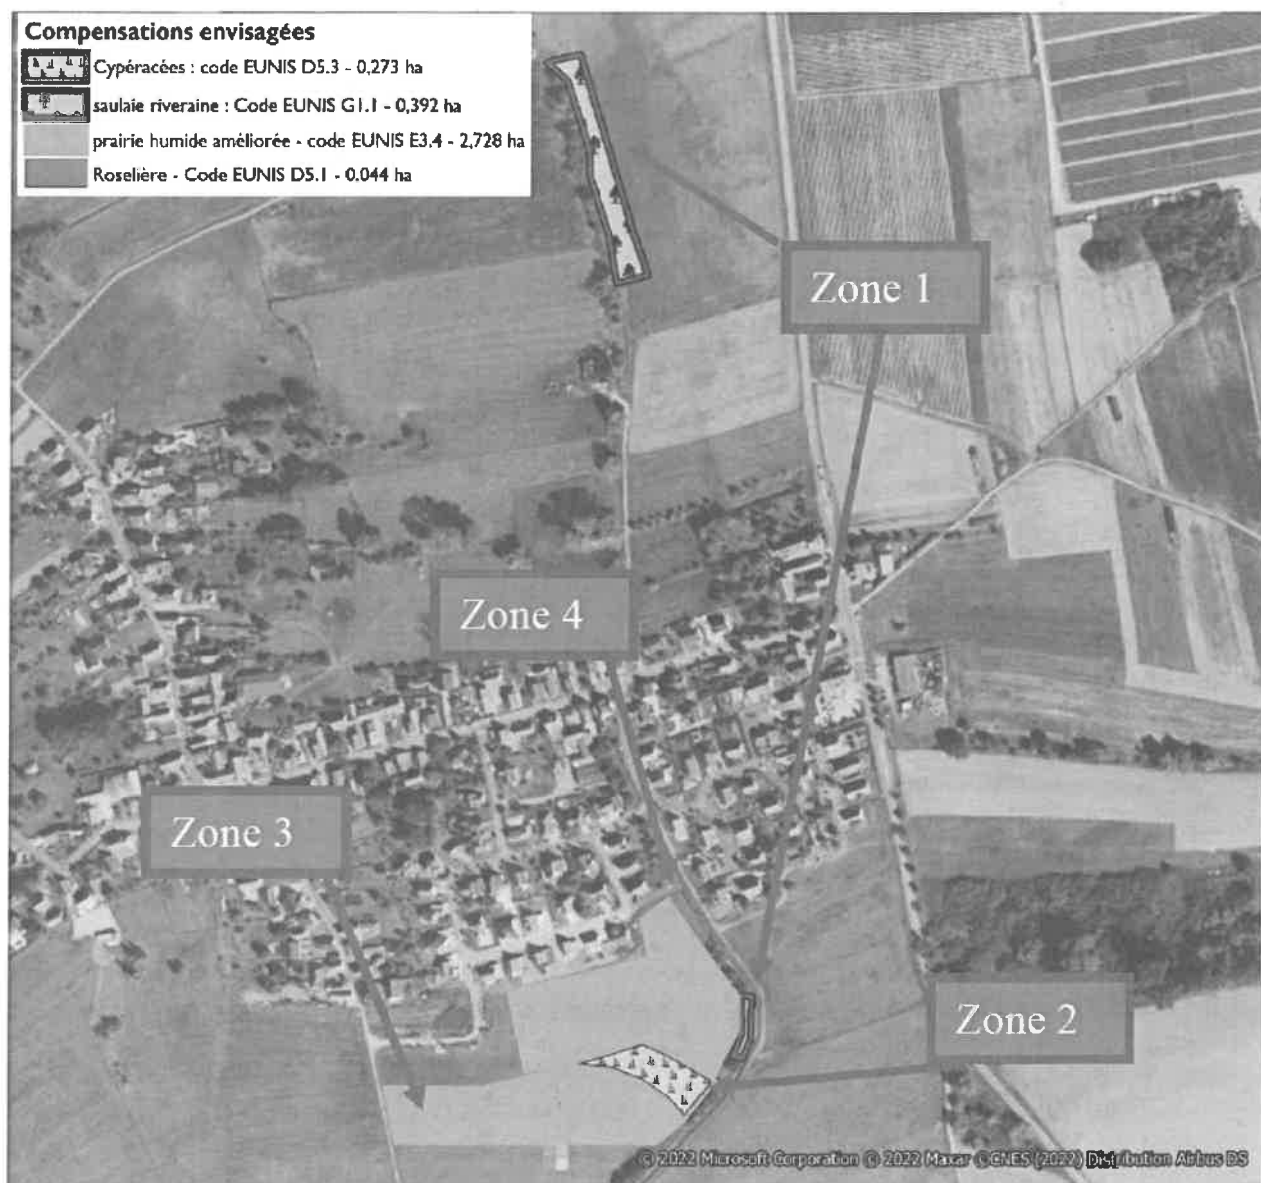 Compensations envisagées
Cypéracées : code EUNIS D5.3 - 0,273 ha
saulaie riveraine : Code EUNIS G1.1 - 0,392 ha
prairie humide améliorée - code EUNIS E3.4 - 2,728 ha
Roselière - Code EUNIS D5.1 - 0.044 ha
Zone 1
Zone 4
Zone 3
Zone 2
© 2022 Microsoft Corporation © 2022 Maxar ©CNES (2022) Distribution Airbus DS